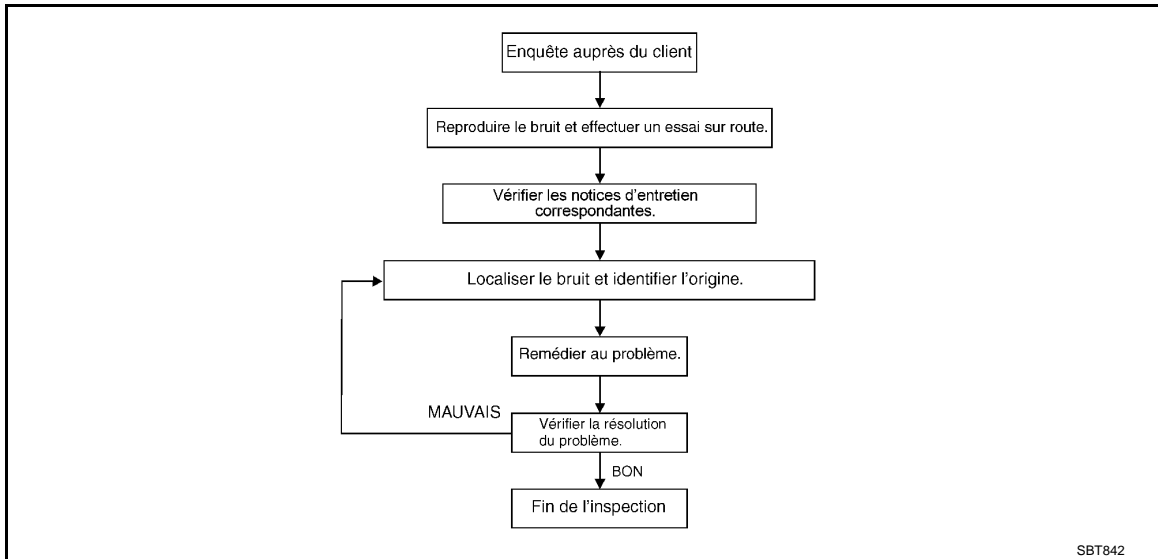 Enquête auprès du client
Reproduire le bruit et effectuer un essai sur route.
Vérifier les notices d'entretien
correspondantes.
Localiser le bruit et identifier l'origine.
Remédier au problème.
MAUVAIS
Vérifier la résolution
du problème.
BON
Fin de l'inspection
SBT842